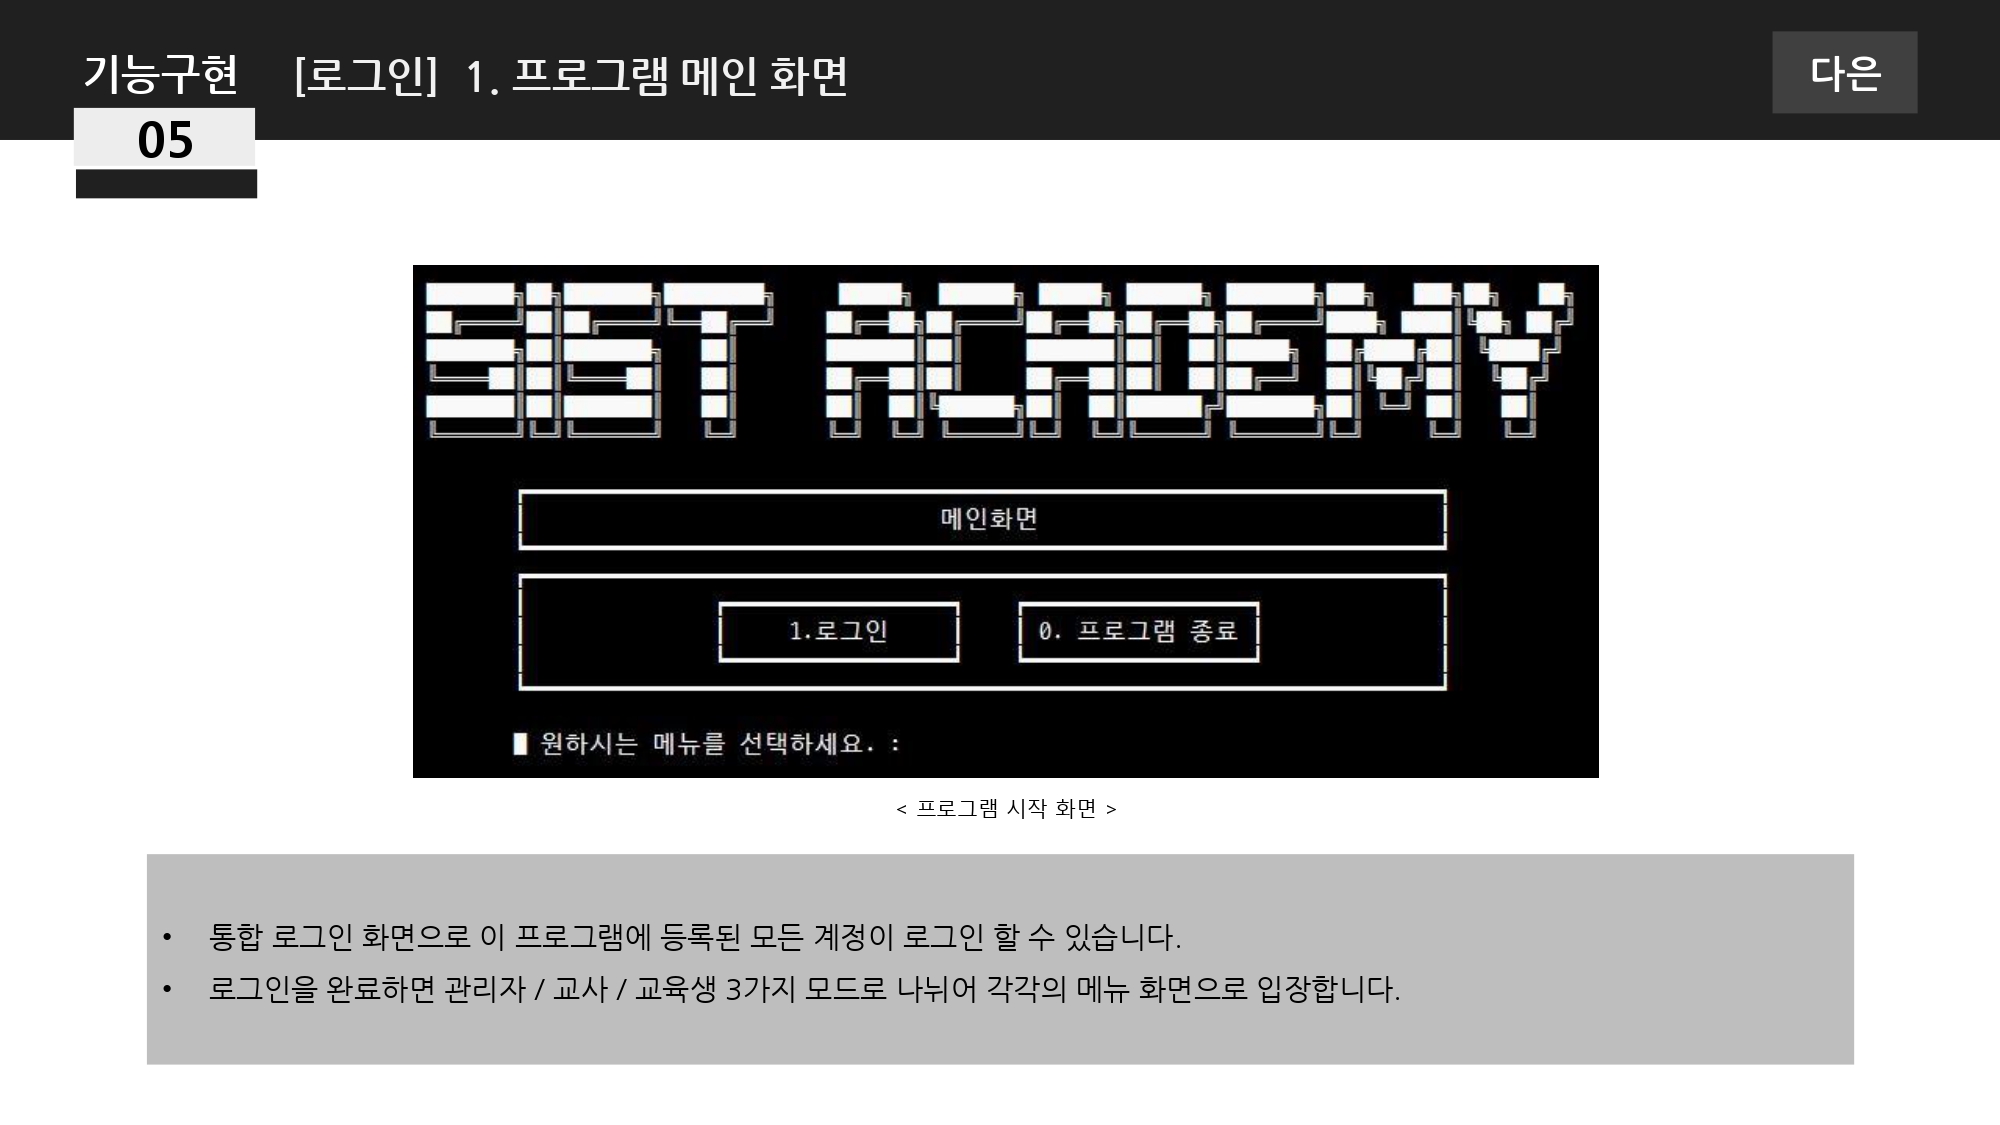 기능구현
[로그인] 1. 프로그램 메인 화면
다은
05
SIST ACADEMY
메인화면
1.로그인
0. 프로그램 종료
원하시는 메뉴를 선택하세요. :
< 프로그램 시작 화면 >
• 통합 로그인 화면으로 이 프로그램에 등록된 모든 계정이 로그인 할 수 있습니다.
• 로그인을 완료하면 관리자 / 교사 / 교육생 3가지 모드로 나뉘어 각각의 메뉴 화면으로 입장합니다.